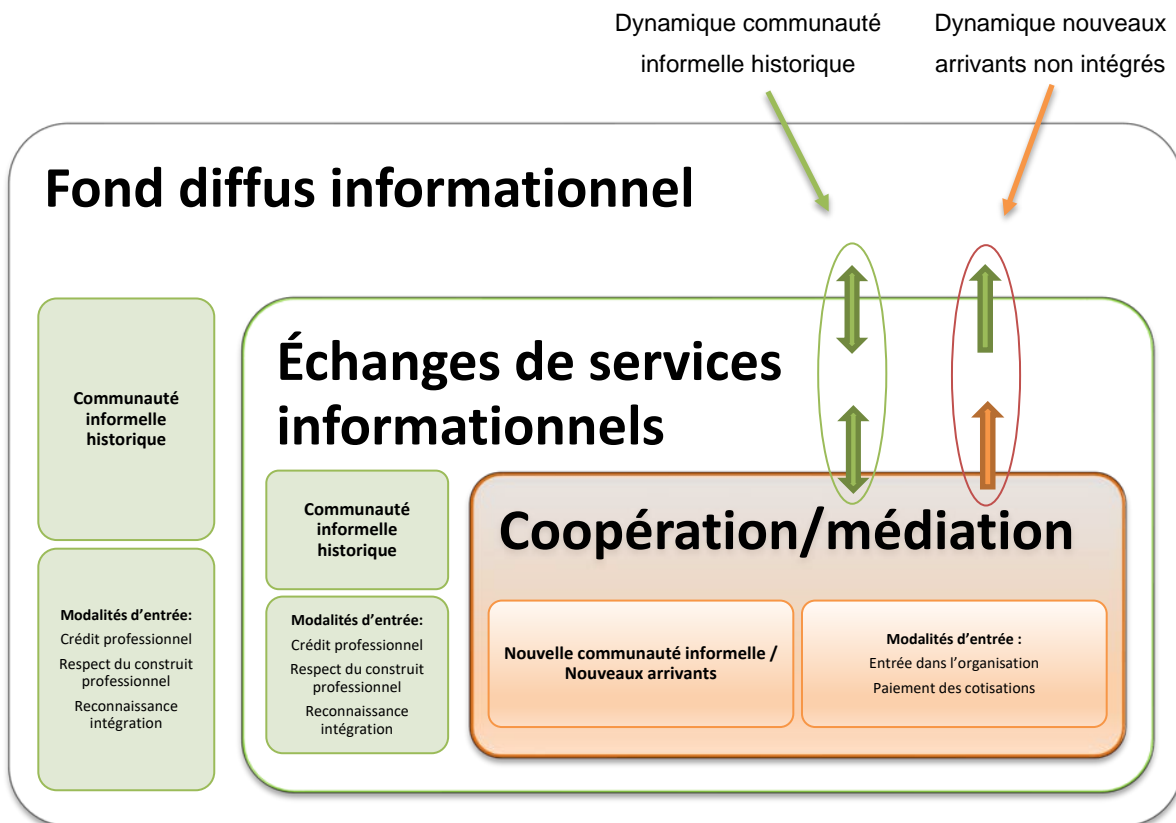 Dynamique communauté
informelle historique
Dynamique nouveaux
arrivants non intégrés
Fond diffus informationnel
Communauté
informelle
historique
Modalités d'entrée:
Crédit professionnel
Respect du construit
professionnel
Reconnaissance
intégration
Échanges de services
informationnels
Communauté
informelle
historique
Modalités d'entrée:
Crédit professionnel
Respect du construit
professionnel
Reconnaissance
intégration
Coopération/médiation
Nouvelle communauté informelle /
Nouveaux arrivants
Modalités d'entrée :
Entrée dans l'organisation
Paiement des cotisations